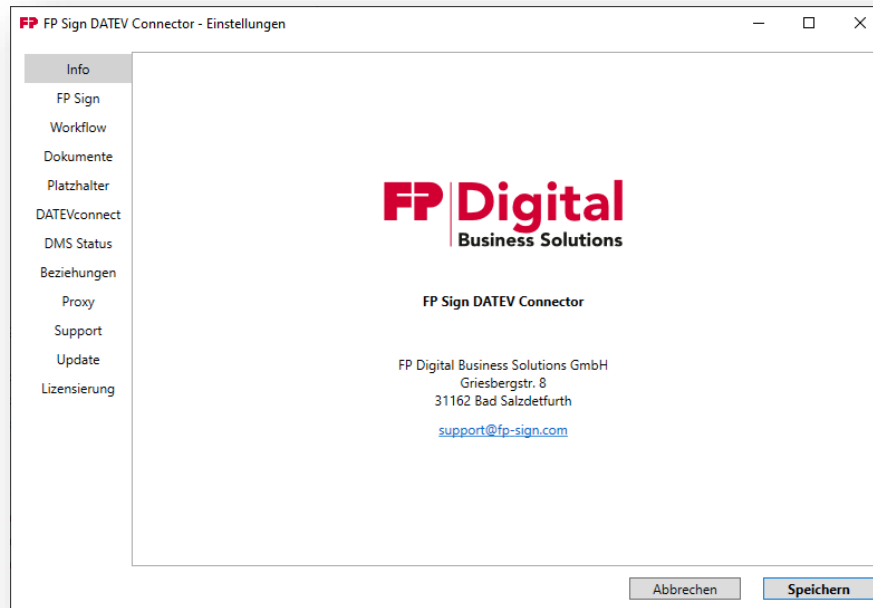 FP FP Sign DATEV Connector - Einstellungen
Info
FP Sign
Workflow
Dokumente
Platzhalter
DATEVconnect
DMS Status
Beziehungen
Proxy
Support
Update
Lizensierung
FP Digital
Business Solutions
FP Sign DATEV Connector
FP Digital Business Solutions GmbH
Griesbergstr. 8
31162 Bad Salzdetfurth
support@fp-sign.com
Abbrechen
Speichern